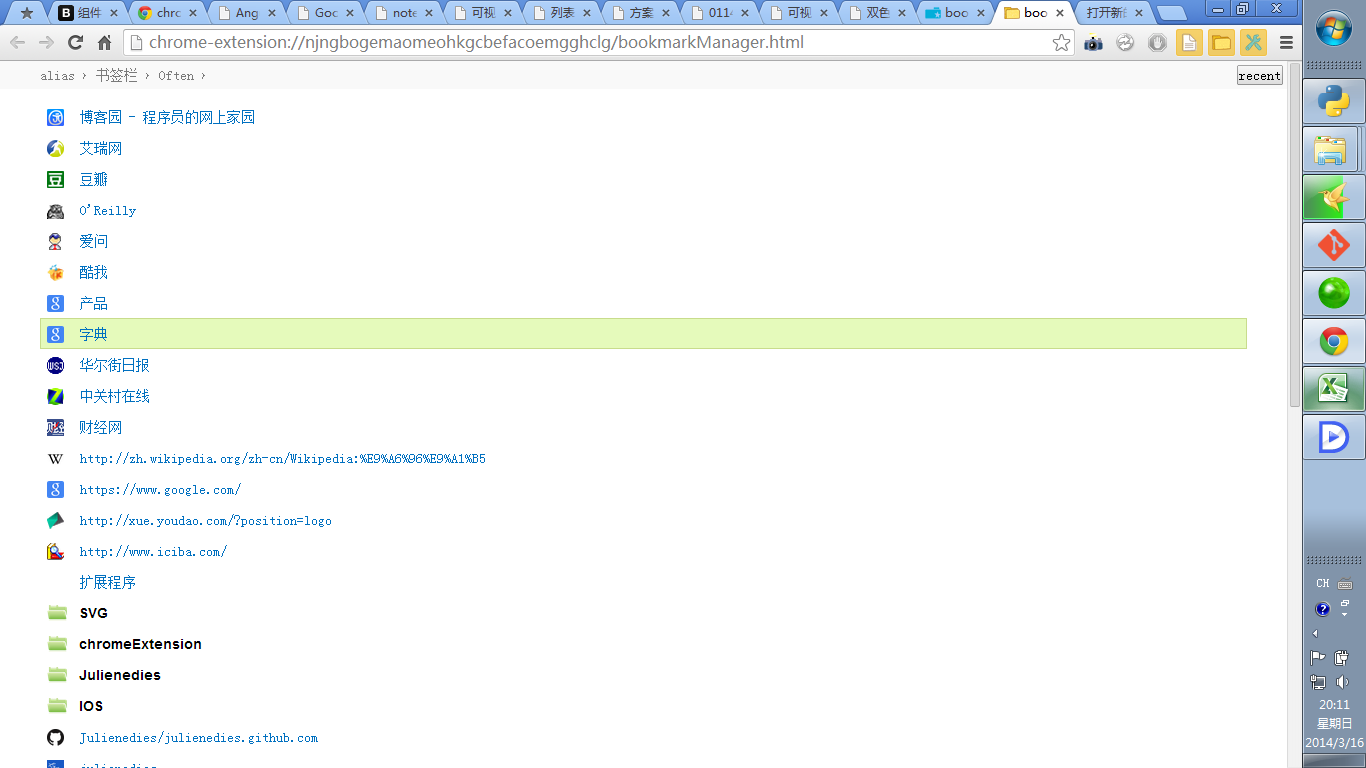 组件
chro
Ang
Goo
note
可视
列表
方案
011
可视
双色
boo
boo
打开新
chrome-extension://njngbogemaomeohkgcbefacoemgghclg/bookmarkManager.html
alias › 书签栏 › Often ›
recent
博客园 - 程序员的网上家园
艾瑞网
豆瓣
O'Reilly
爱问
酷我
产品
字典
华尔街日报
中关村在线
财经网
http://zh.wikipedia.org/zh-cn/Wikipedia:%E9%A6%96%E9%A1%B5
https://www.google.com/
http://xue.youdao.com/?position=logo
http://www.iciba.com/
扩展程序
SVG
chromeExtension
Julienedies
IOS
Julienedies/julienedies.github.com
CH
20:11
星期日
2014/3/16